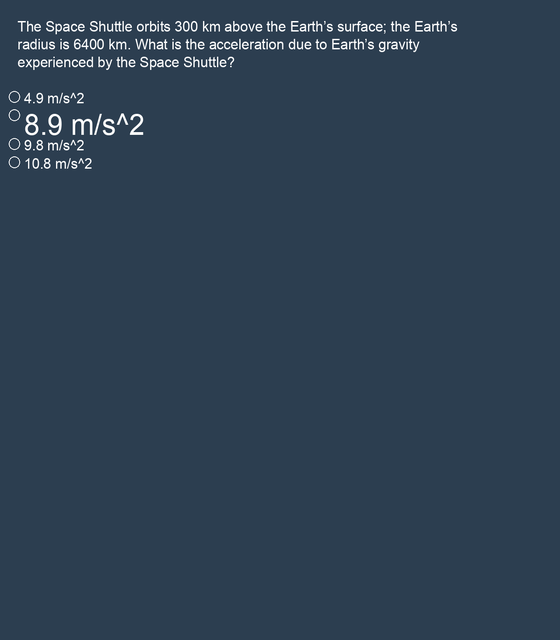 The Space Shuttle orbits 300 km above the Earth’s surface; the Earth’s
radius is 6400 km. What is the acceleration due to Earth’s gravity
experienced by the Space Shuttle?
4.9 m/s^2
8.9 m/s^2
9.8 m/s^2
10.8 m/s^2